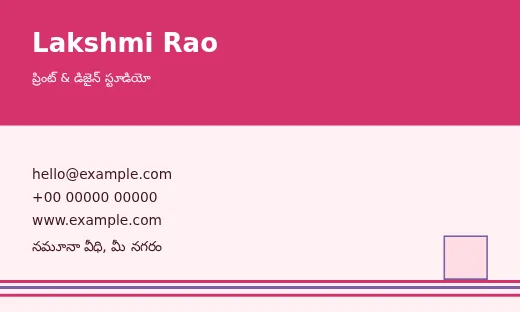 Lakshmi Rao
ప్రింట్ & డిజైన్ స్టూడియో
hello@example.com
+00 00000 00000
www.example.com
నమూనా వీధి, మీ నగరం